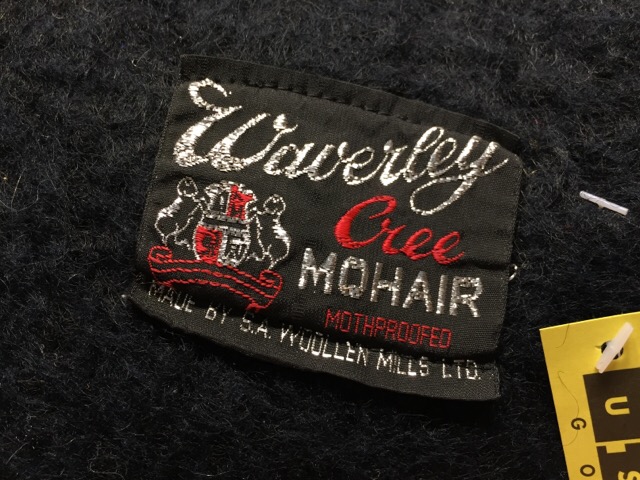 Waverley
Cree
MOHAIR
MOTHPROOFED
MADE BY S.A. WOOLLEN MILLS LTD.